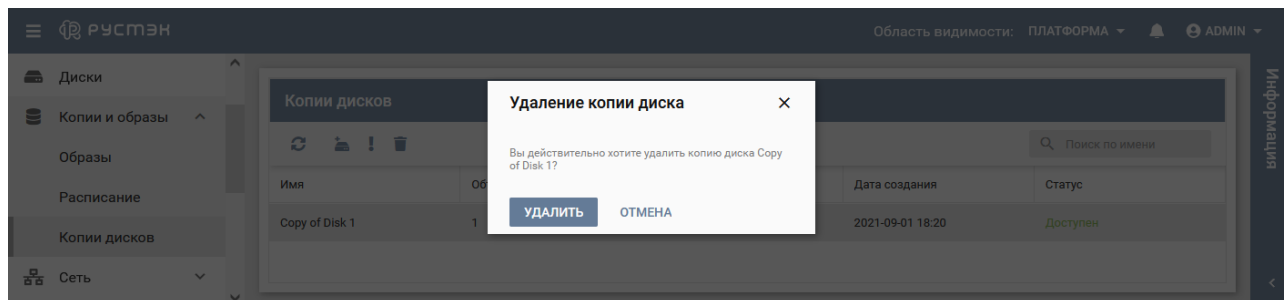 РУСТЭК
Область видимости: ПЛАТФОРМА
ADMIN
Диски
Копии и образы
Образы
Расписание
Копии дисков
Сеть
Копии дисков
Поиск по имени
Имя
Дата создания
Статус
Copy of Disk 1
1
2021-09-01 18:20
Доступен
Удаление копии диска
Вы действительно хотите удалить копию диска Copy
of Disk 1?
УДАЛИТЬ ОТМЕНА
Информация